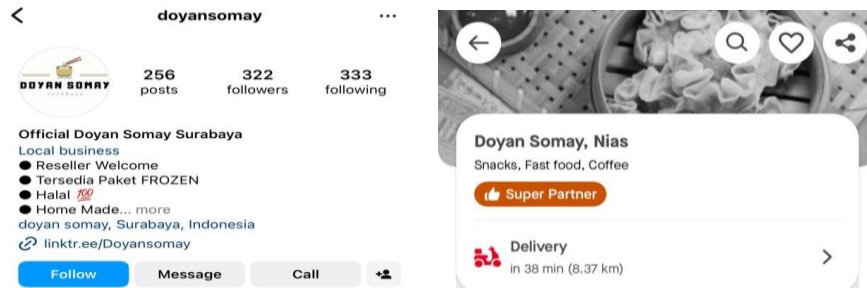 doyansomay
DOYAN SOMAY
256 322 333
posts followers following
Official Doyan Somay Surabaya
Local business
● Reseller Welcome
● Tersedia Paket FROZEN
● Halal 💯
● Home Made... more
doyan somay, Surabaya, Indonesia
linktr.ee/Doyansomay
Follow Message Call
Doyan Somay, Nias
Snacks, Fast food, Coffee
Super Partner
Delivery
in 38 min (8.37 km)